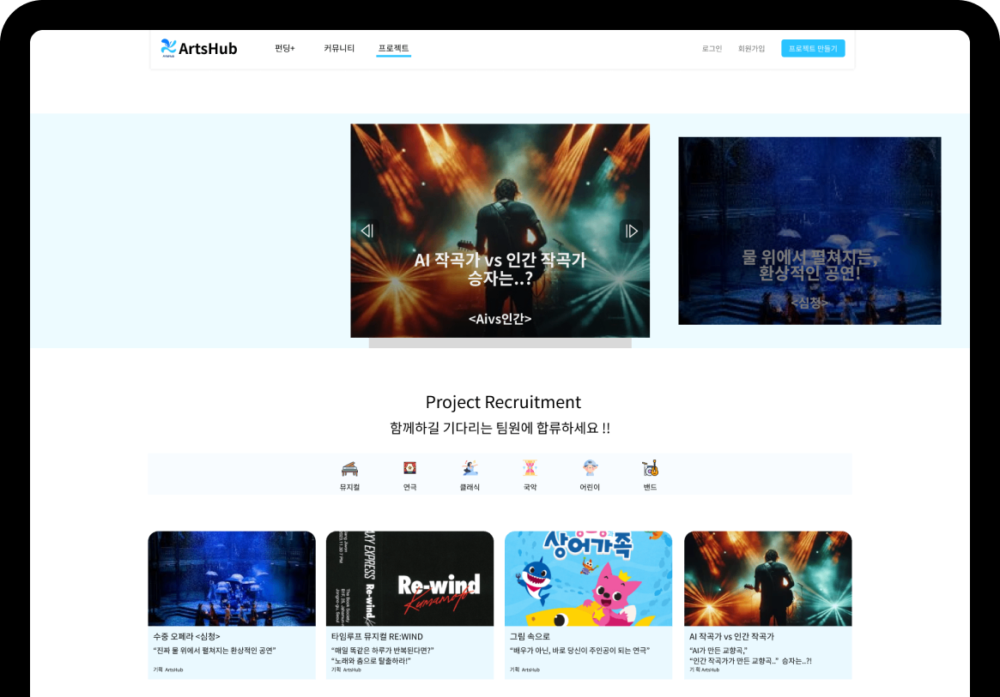 ArtsHub
펀딩+
커뮤니티
프로젝트
로그인
회원가입
프로젝트 만들기
AI 작곡가 vs 인간 작곡가
승자는..?
<Aivs인간>
물 위에서 펼쳐지는,
환상적인 공연!
<심청>
Project Recruitment
함께하길 기다리는 팀원에 합류하세요 !!
뮤지컬
연극
클래식
국악
어린이
밴드
AXY EXPRESS
Re-wind
Re-wind
상어가족
수중 오페라 <심청>
“진짜 물 위에서 펼쳐지는 환상적인 공연”
기획 ArtsHub
타임루프 뮤지컬 RE:WIND
“매일 똑같은 하루가 반복된다면?”
“노래와 춤으로 탈출하라!”
기획 ArtsHub
그림 속으로
“배우가 아닌, 바로 당신이 주인공이 되는 연극”
기획 ArtsHub
AI 작곡가 vs 인간 작곡가
“AI가 만든 교향곡,”
“인간 작곡가가 만든 교향곡..” 승자는..?!
기 획 ArtsHub